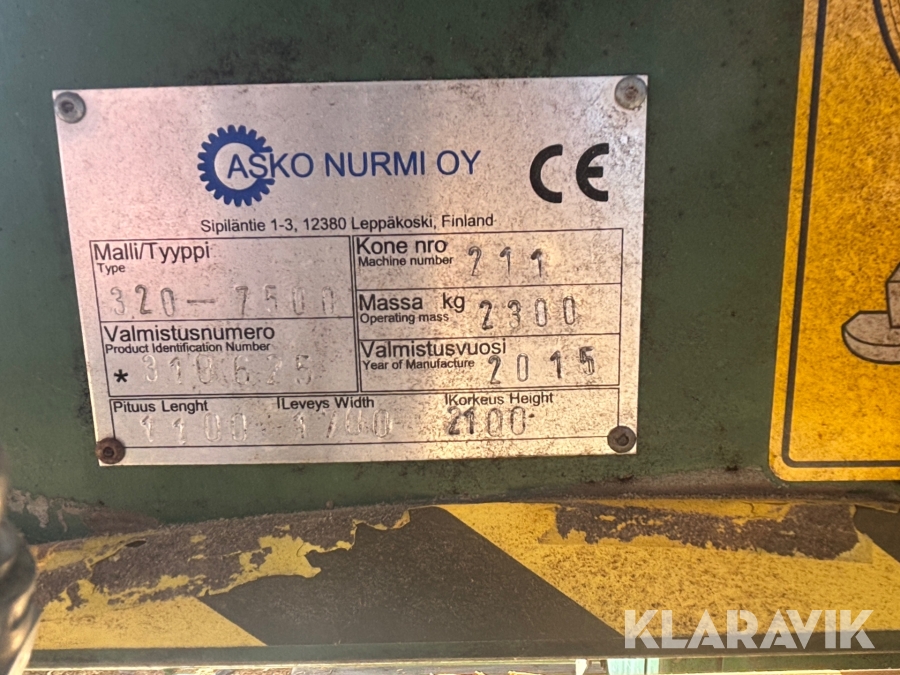 ASKO NURMI OY CE
Sipiläntie 1-3, 12380 Leppäkoski, Finland
Malli/Tyyppi
Type
320-7500
Kone nro
Machine number 211
Massa kg
Operating mass 2300
Valmistusnumero
Product Identification Number
* 310625
Valmistusvuosi
Year of Manufacture 2015
Pituus Lenght lLeveys Width lKorkeus Height
1100 1700 2100
KLARAVIK